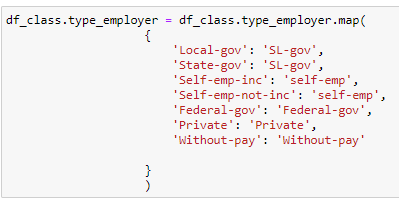 df_class.type_employer = df_class.type_employer.map(
{
'Local-gov': 'SL-gov',
'State-gov': 'SL-gov',
'Self-emp-inc': 'self-emp',
'Self-emp-not-inc': 'self-emp',
'Federal-gov': 'Federal-gov',
'Private': 'Private',
'Without-pay': 'Without-pay'
}
)